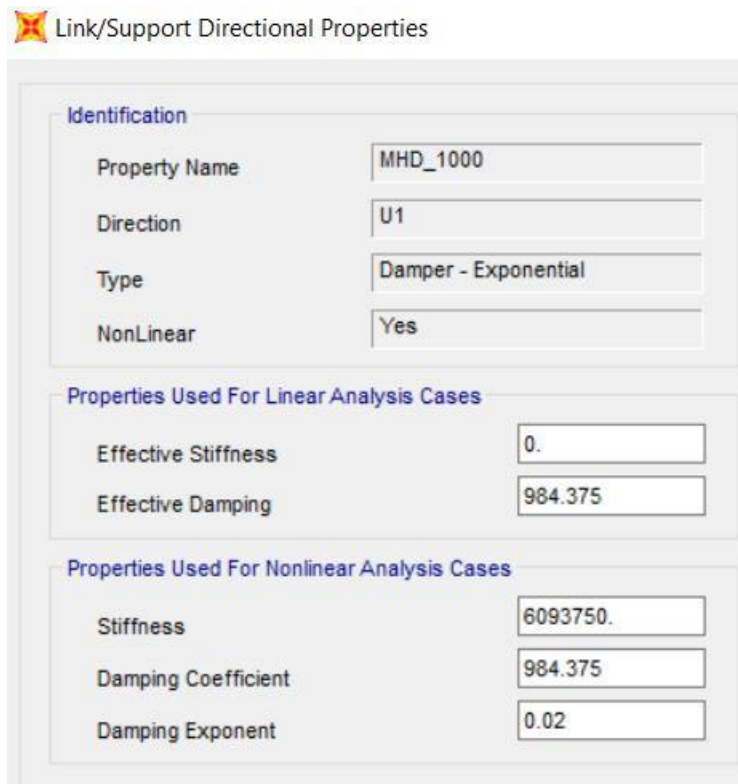 Link/Support Directional Properties
Identification
Property Name MHD_1000
Direction U1
Type Damper - Exponential
NonLinear Yes
Properties Used For Linear Analysis Cases
Effective Stiffness 0.
Effective Damping 984.375
Properties Used For Nonlinear Analysis Cases
Stiffness 6093750.
Damping Coefficient 984.375
Damping Exponent 0.02